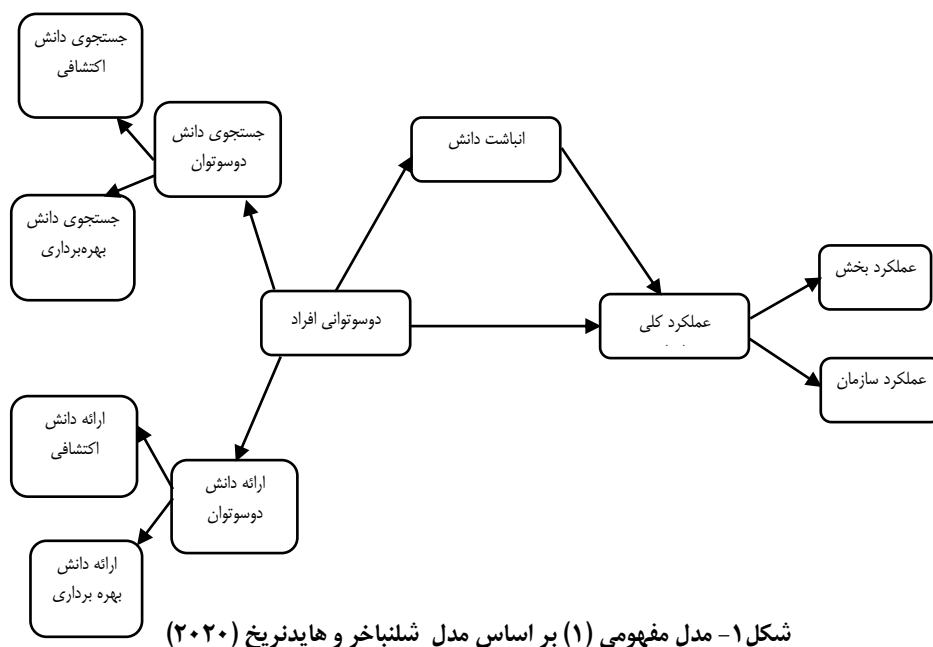 جستجوی دانش
اکتشافی
جستجوی دانش
دوسوتوان
جستجوی دانش
بهره‌برداری
انباشت دانش
دوسوتوانی افراد
عملکرد کلی
عملکرد بخش
عملکرد سازمان
ارائه دانش
اکتشافی
ارائه دانش
دوسوتوان
ارائه دانش
بهره برداری
شکل۱- مدل مفهومی (۱) بر اساس مدل شلنباخر و هایدنریخ (۲۰۲۰)